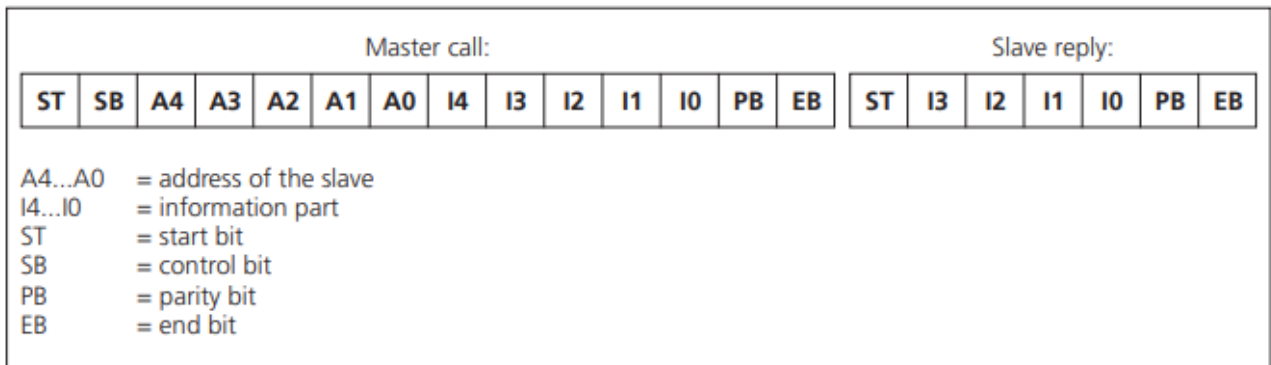 Master call: Slave reply:
ST SB A4 A3 A2 A1 A0 I4 I3 I2 I1 I0 PB EB ST I3 I2 I1 I0 PB EB
A4...A0 = address of the slave
I4...I0 = information part
ST = start bit
SB = control bit
PB = parity bit
EB = end bit